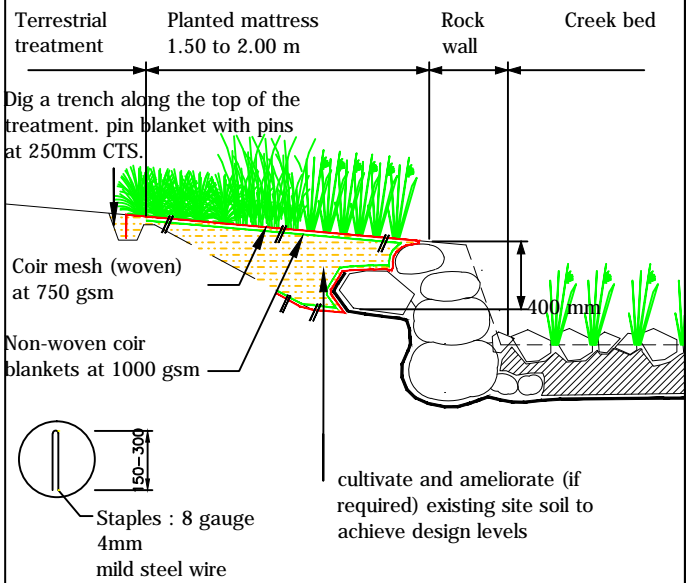 Terrestrial
treatment
Planted mattress
1.50 to 2.00 m
Rock
wall
Creek bed
Dig a trench along the top of the
treatment. pin blanket with pins
at 250mm CTS.
Coir mesh (woven)
at 750 gsm
400 mm
Non-woven coir
blankets at 1000 gsm
150-300
Staples : 8 gauge
4mm
mild steel wire
cultivate and ameliorate (if
required) existing site soil to
achieve design levels